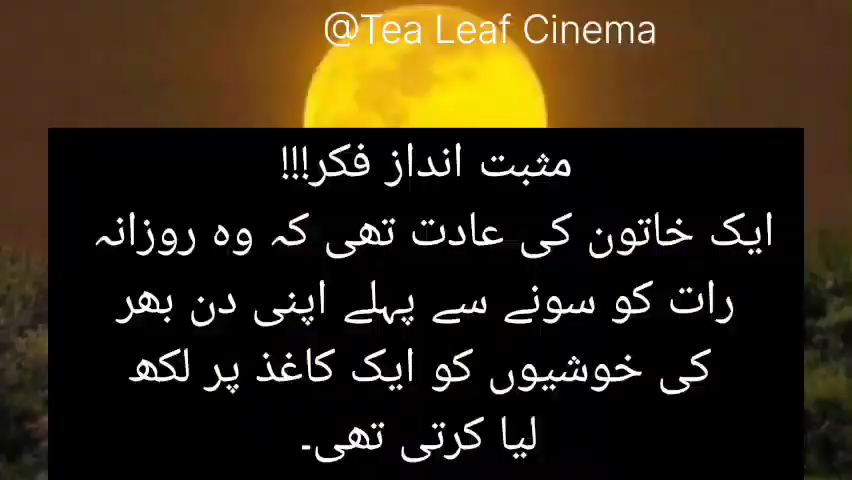 @Tea Leaf Cinema
مثبت انداز فکر!!!
ایک خاتون کی عادت تھی کہ وہ روزانہ
رات کو سونے سے پہلے اپنی دن بھر
کی خوشیوں کو ایک کاغذ پر لکھ
لیا کرتی تھی۔